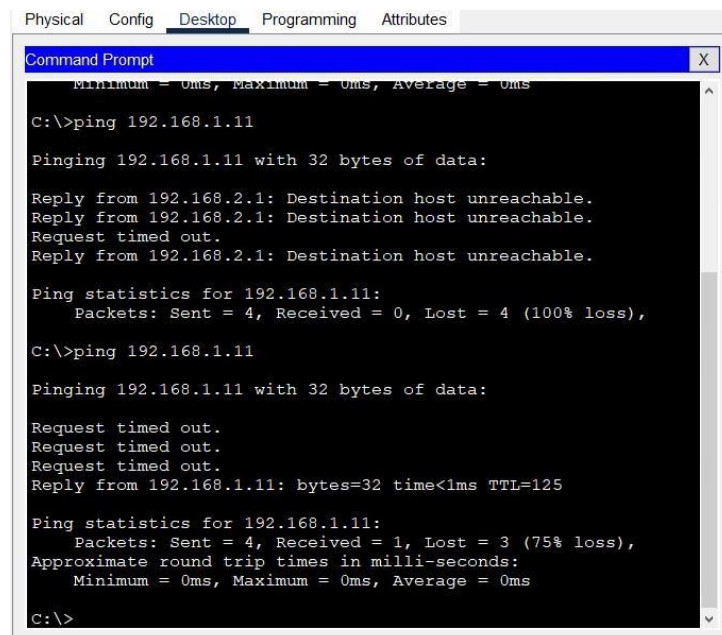 Physical Config Desktop Programming Attributes
Command Prompt X
Minimum = 0ms, Maximum = 0ms, Average = 0ms
C:\>ping 192.168.1.11
Pinging 192.168.1.11 with 32 bytes of data:
Reply from 192.168.2.1: Destination host unreachable.
Reply from 192.168.2.1: Destination host unreachable.
Request timed out.
Reply from 192.168.2.1: Destination host unreachable.
Ping statistics for 192.168.1.11:
Packets: Sent = 4, Received = 0, Lost = 4 (100% loss),
C:\>ping 192.168.1.11
Pinging 192.168.1.11 with 32 bytes of data:
Request timed out.
Request timed out.
Request timed out.
Reply from 192.168.1.11: bytes=32 time<1ms TTL=125
Ping statistics for 192.168.1.11:
Packets: Sent = 4, Received = 1, Lost = 3 (75% loss),
Approximate round trip times in milli-seconds:
Minimum = 0ms, Maximum = 0ms, Average = 0ms
C:\>